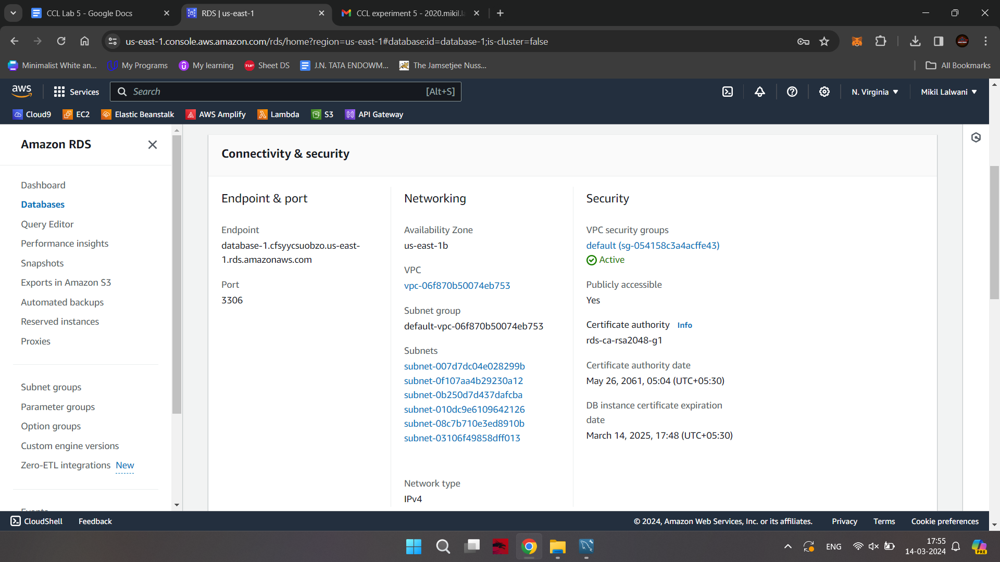 CCL Lab 5 - Google Docs
RDS | us-east-1
CCL experiment 5 - 2020.mikil.la
us-east-1.console.aws.amazon.com/rds/home?region=us-east-1#database:id=database-1;is-cluster=false
Minimalist White an...
My Programs
My learning
TUF Sheet DS
J.N. TATA ENDOWM...
The Jamsetjee Nuss...
All Bookmarks
aws
Services
Search
[Alt+S]
N. Virginia
Mikil Lalwani
Cloud9
EC2
Elastic Beanstalk
AWS Amplify
Lambda
S3
API Gateway
Amazon RDS
Dashboard
Databases
Query Editor
Performance insights
Snapshots
Exports in Amazon S3
Automated backups
Reserved instances
Proxies
Subnet groups
Parameter groups
Option groups
Custom engine versions
Zero-ETL integrations New
Events
Connectivity & security
Endpoint & port
Endpoint
database-1.cfsyycsuobzo.us-east-
1.rds.amazonaws.com
Port
3306
Networking
Availability Zone
us-east-1b
VPC
vpc-06f870b50074eb753
Subnet group
default-vpc-06f870b50074eb753
Subnets
subnet-007d7dc04e028299b
subnet-0f107aa4b29230a12
subnet-0b250d7d437dafcba
subnet-010dc9e6109642126
subnet-08c7b710e3ed8910b
subnet-03106f49858dff013
Network type
IPv4
Security
VPC security groups
default (sg-054158c3a4acffe43)
Active
Publicly accessible
Yes
Certificate authority Info
rds-ca-rsa2048-g1
Certificate authority date
May 26, 2061, 05:04 (UTC+05:30)
DB instance certificate expiration
date
March 14, 2025, 17:48 (UTC+05:30)
CloudShell
Feedback
© 2024, Amazon Web Services, Inc. or its affiliates.
Privacy
Terms
Cookie preferences
ENG
17:55
14-03-2024
PRE